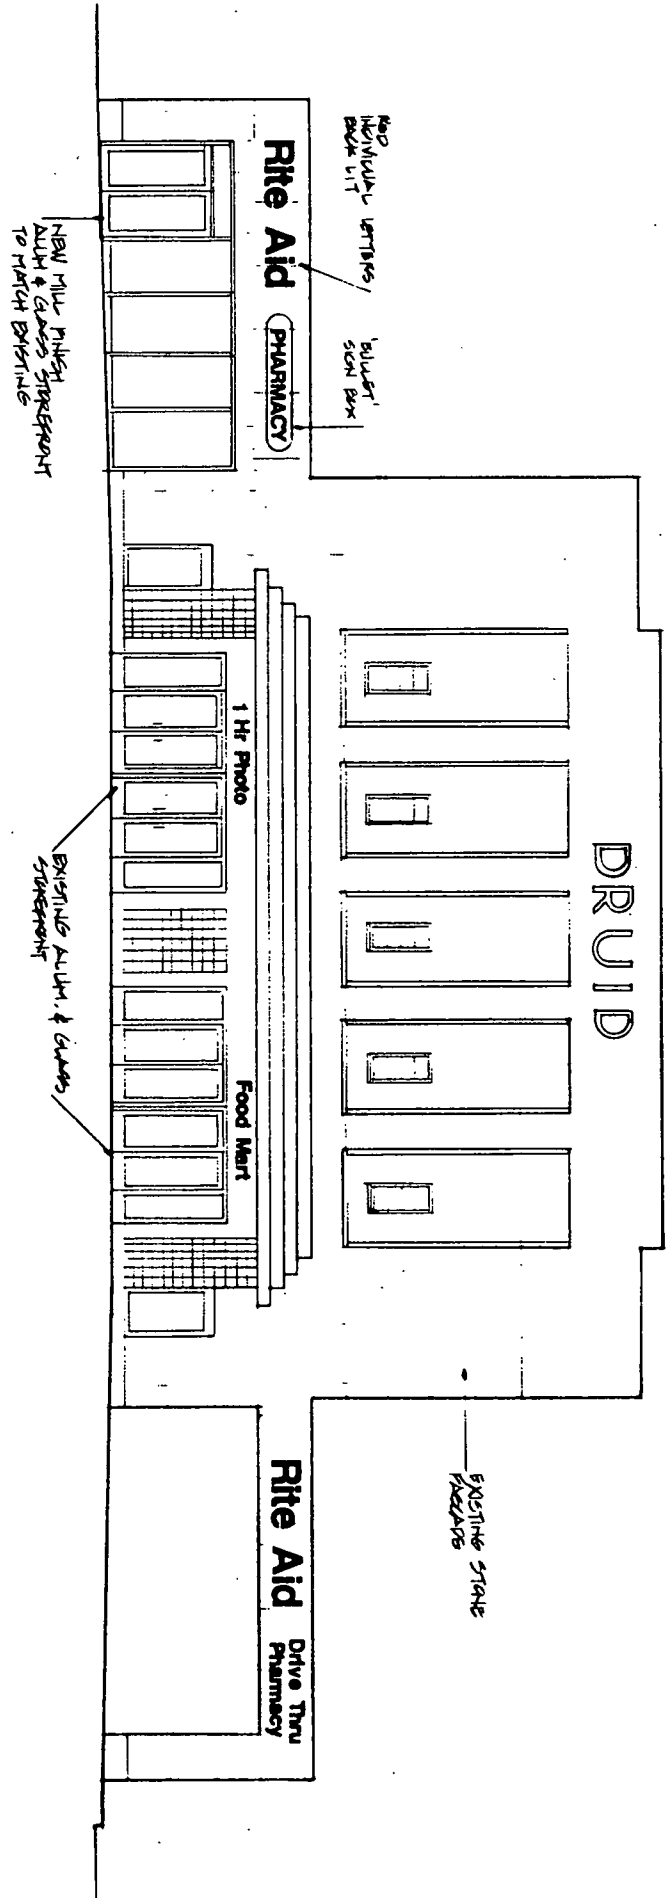 DRUID
EXISTING STONE
FACCADE
RED
INDIVIDUAL LETTERS
BACK LIT
'BULLET'
SIGN BOX
Rite Aid
PHARMACY
Rite Aid
Drive Thru
Pharmacy
1 Hr Photo
Food Mart
NEW MILL FINISH
ALUM & GLASS STOREFRONT
TO MATCH EXISTING
EXISTING ALUM. & GLASS
STOREFRONT